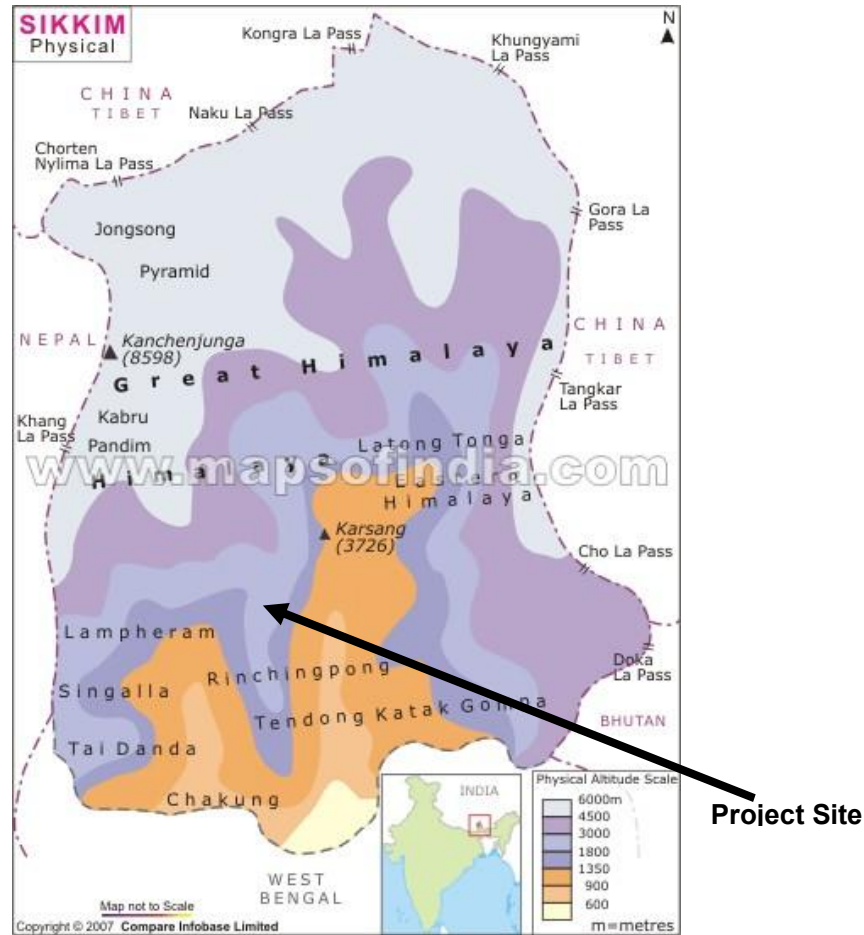 SIKKIM
Physical
N
Kongra La Pass
Khungyami
La Pass
CHINA
TIBET
Naku La Pass
Chorten
Nylima La Pass
Gora La
Pass
Jongsong
Pyramid
NEPAL
Kanchenjunga
(8598)
CHINA
TIBET
Great Himalaya
Tangkar
La Pass
Khang
La Pass
Kabru
Pandim
Latong Tonga
www.mapsofindia.com
Himalaya
Eastern
Himalaya
Karsang
(3726)
Cho La Pass
Lampheram
Doka
La Pass
Rinchingpong
Singalla
Tendong Katak Gompa
BHUTAN
Tai Danda
Chakung
INDIA
Physical Altitude Scale
6000m
4500
3000
1800
1350
900
600
m=metres
Project Site
WEST
BENGAL
Map not to Scale
Copyright © 2007 Compare Infobase Limited